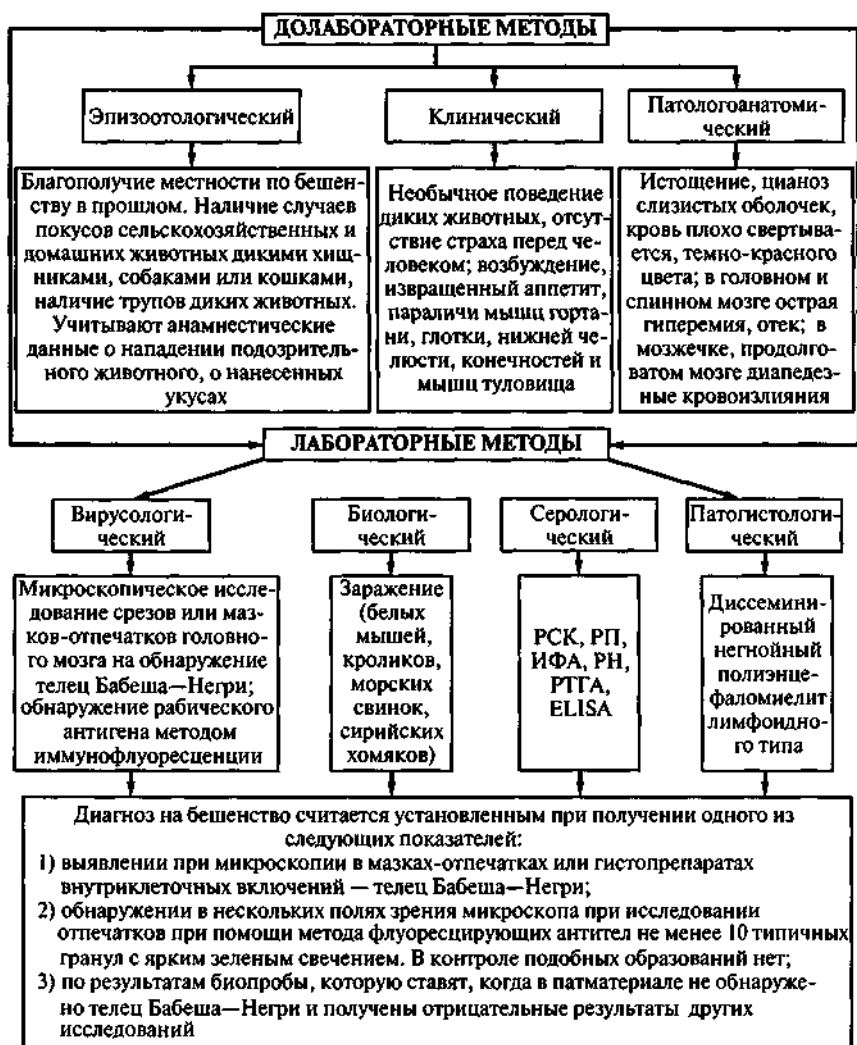 ДОЛАБОРАТОРНЫЕ МЕТОДЫ
Эпизоотологический
Клинический
Патологоанатоми-
ческий
Благополучие местности по бешен-
ству в прошлом. Наличие случаев
покусов сельскохозяйственных и
домашних животных дикими хищ-
никами, собаками или кошками,
наличие трупов диких животных.
Учитывают анамнестические
данные о нападении подозритель-
ного животного, о нанесенных
укусах
Необычное поведение
диких животных, отсут-
ствие страха перед че-
ловеком; возбуждение,
извращенный аппетит,
параличи мышц горта-
ни, глотки, нижней че-
люсти, конечностей и
мышц туловища
Истощение, цианоз
слизистых оболочек,
кровь плохо свертыва-
ется, темно-красного
цвета; в головном и
спинном мозге острая
гиперемия, отек; в
мозжечке, продолго-
ватом мозге диапедез-
ные кровоизлияния
ЛАБОРАТОРНЫЕ МЕТОДЫ
Вирусологи-
ческий
Биологи-
ческий
Серологи-
ческий
Патогистологи-
ческий
Микроскопическое иссле-
дование срезов или маз-
ков-отпечатков головно-
го мозга на обнаружение
телец Бабеша—Негри;
обнаружение рабического
антигена методом
иммунофлуоресценции
Заражение
(белых
мышей,
кроликов,
морских
свинок,
сирийских
хомяков)
РСК, РП,
ИФА, РН,
РТГА,
ELISA
Диссемини-
рованный
негнойный
полиэнце-
фаломиелит
лимфоидно-
го типа
Диагноз на бешенство считается установленным при получении одного из
следующих показателей:
1) выявлении при микроскопии в мазках-отпечатках или гистопрепаратах
внутриклеточных включений — телец Бабеша—Негри;
2) обнаружении в нескольких полях зрения микроскопа при исследовании
отпечатков при помощи метода флуоресцирующих антител не менее 10 типичных
гранул с ярким зеленым свечением. В контроле подобных образований нет;
3) по результатам биопробы, которую ставят, когда в патматериале не обнаруже-
но телец Бабеша—Негри и получены отрицательные результаты других
исследований